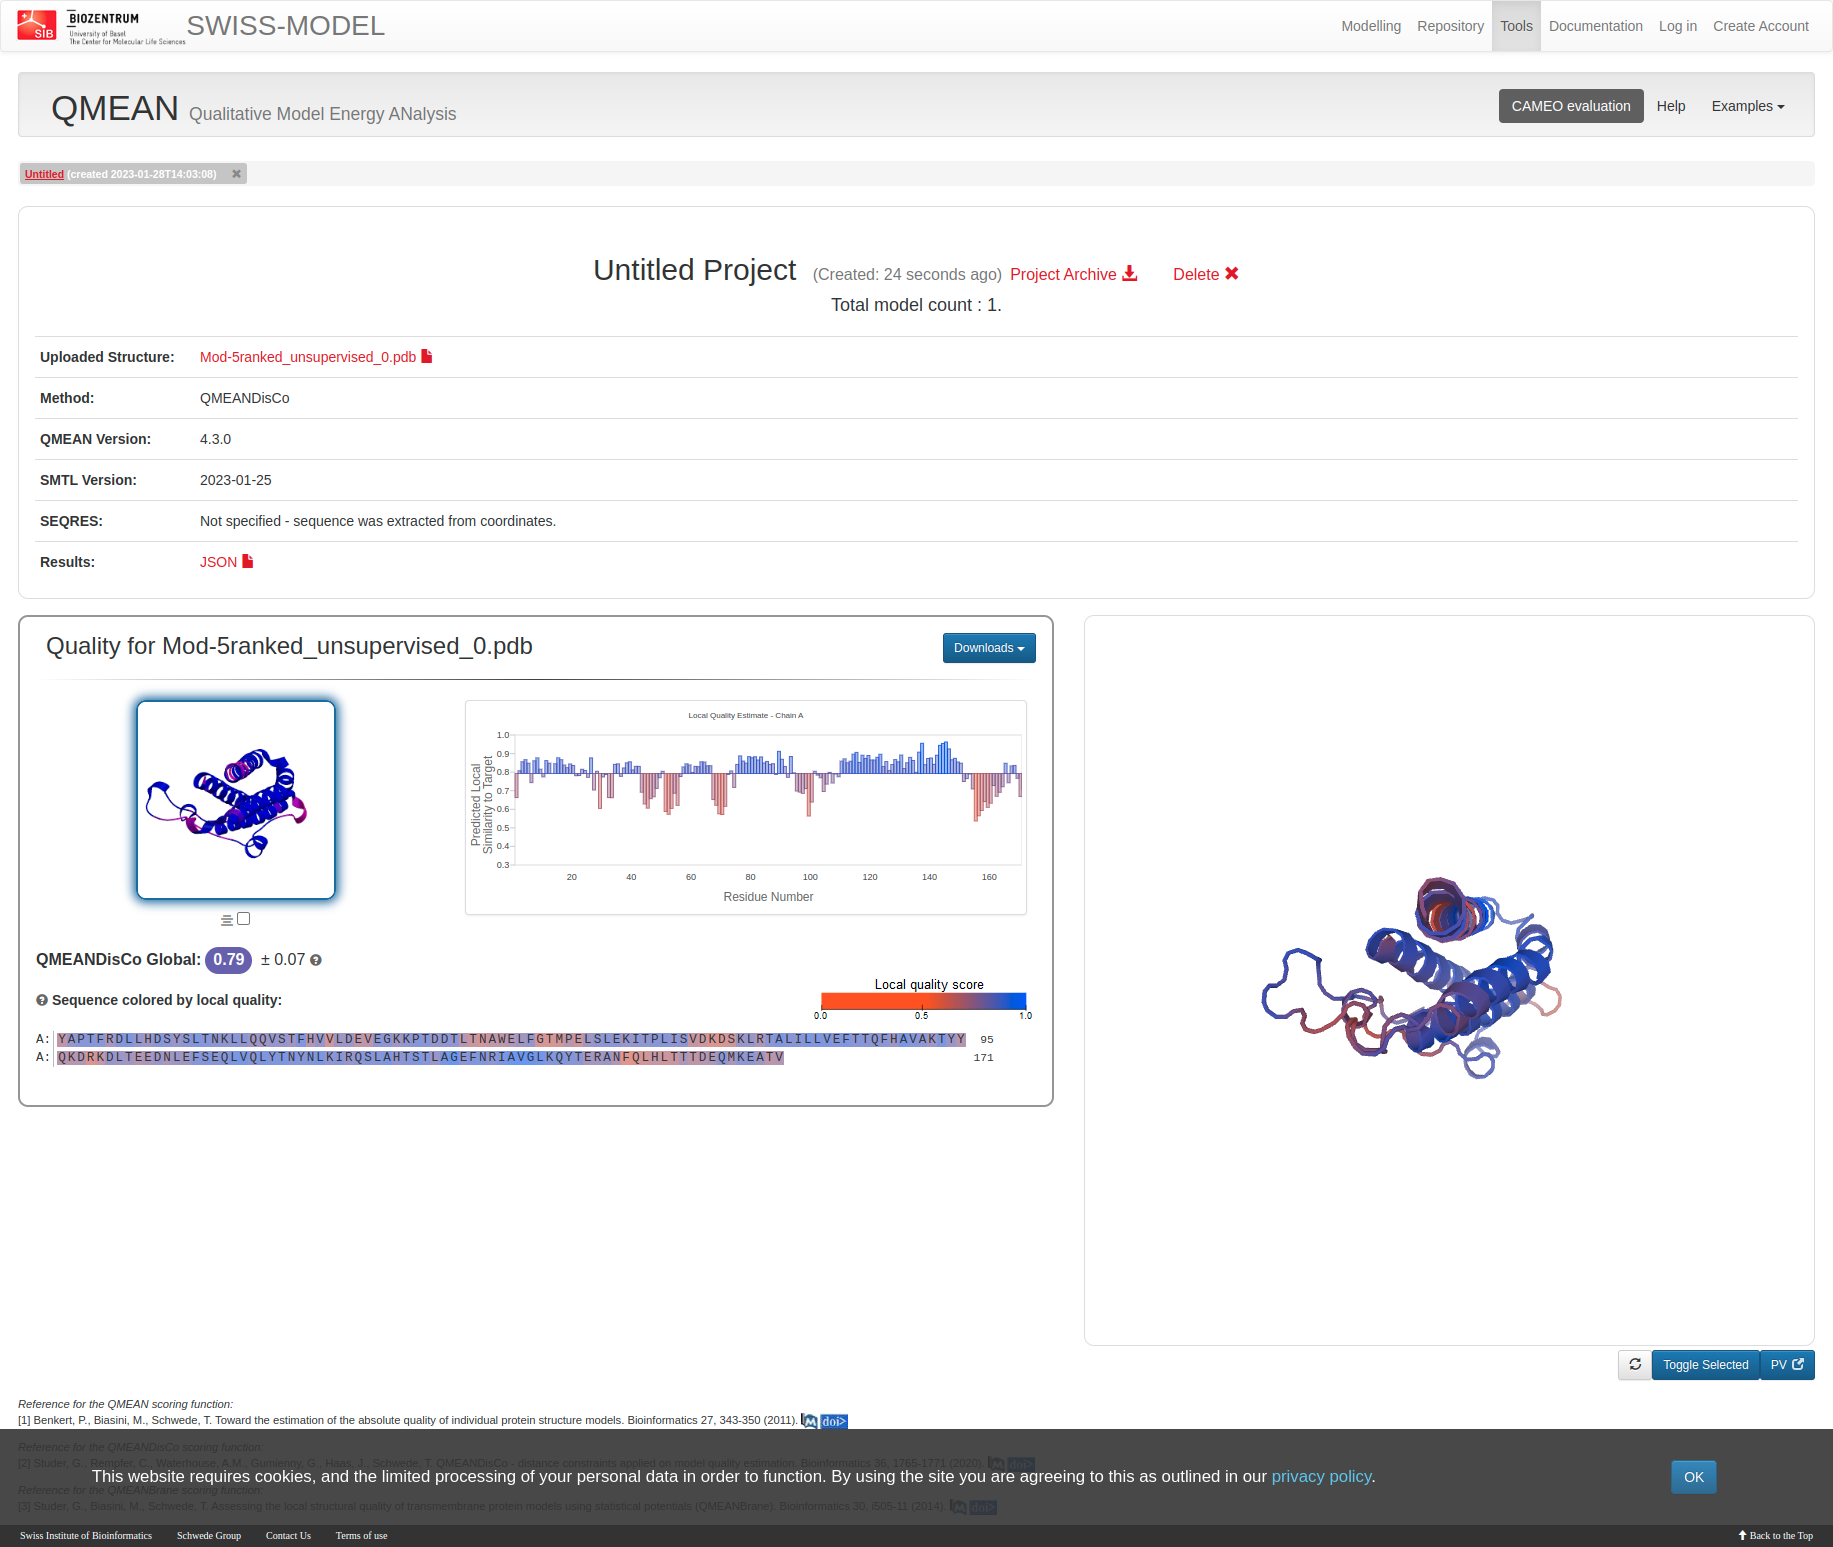 SIB
BIOZENTRUM
University of Basel
The Center for Molecular Life Sciences
SWISS-MODEL
Modelling Repository Tools Documentation Log in Create Account
QMEAN Qualitative Model Energy ANalysis
CAMEO evaluation Help Examples
Untitled (created 2023-01-28T14:03:08)
Untitled Project (Created: 24 seconds ago) Project Archive Delete
Total model count : 1.
Uploaded Structure: Mod-5ranked_unsupervised_0.pdb
Method: QMEANDisCo
QMEAN Version: 4.3.0
SMTL Version: 2023-01-25
SEQRES: Not specified - sequence was extracted from coordinates.
Results: JSON
Quality for Mod-5ranked_unsupervised_0.pdb
Downloads
Local Quality Estimate - Chain A
Predicted Local
Similarity to Target
1.0
0.9
0.8
0.7
0.6
0.5
0.4
0.3
20 40 60 80 100 120 140 160
Residue Number
QMEANDisCo Global: 0.79 ± 0.07
Sequence colored by local quality:
Local quality score
0.0 0.5 1.0
A: YAPTFRDLLHDSYSLTNKLLQQVSTFHVVLDEVEGKKPTDDTLTNAWELFGTMPELSLEKITPLISVDKDSKLRTALILLVEFTTQFHAVAKTYY 95
A: QKDRKDLTEEDNLEFSEQLVQLYTNYNLKIRQSLAHTSTLAGEFNRIAVGLKQYTERANFQLHLTTTDEQMKEATV 171
Toggle Selected PV
Reference for the QMEAN scoring function:
[1] Benkert, P., Biasini, M., Schwede, T. Toward the estimation of the absolute quality of individual protein structure models. Bioinformatics 27, 343-350 (2011). M doi>
Reference for the QMEANDisCo scoring function:
[2] Studer, G., Rempfer, C., Waterhouse, A.M., Gumienny, G., Haas, J., Schwede, T. QMEANDisCo - distance constraints applied on model quality estimation. Bioinformatics 36, 1765-1771 (2020). M doi>
This website requires cookies, and the limited processing of your personal data in order to function. By using the site you are agreeing to this as outlined in our privacy policy.
OK
Reference for the QMEANBrane scoring function:
[3] Studer, G., Biasini, M., Schwede, T. Assessing the local structural quality of transmembrane protein models using statistical potentials (QMEANBrane). Bioinformatics 30, i505-11 (2014). M doi>
Swiss Institute of Bioinformatics Schwede Group Contact Us Terms of use
Back to the Top